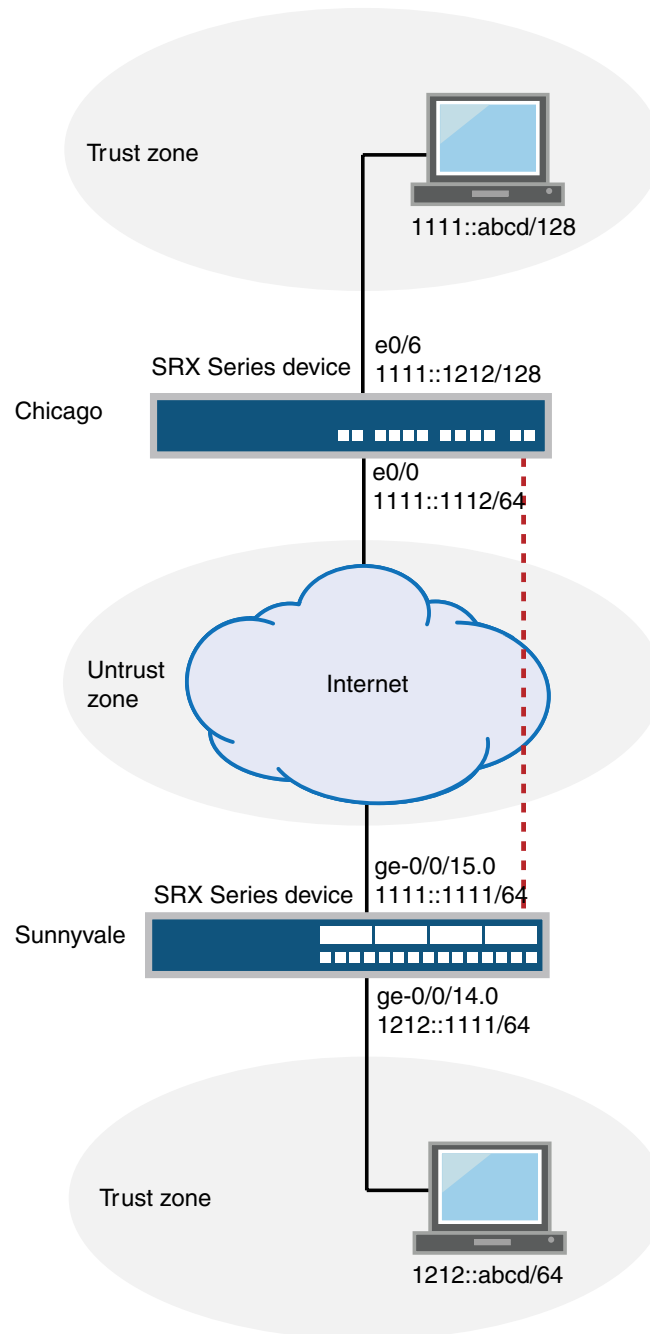 Trust zone
1111::abcd/128
e0/6
SRX Series device
1111::1212/128
Chicago
e0/0
1111::1112/64
Untrust
zone
Internet
ge-0/0/15.0
SRX Series device
1111::1111/64
Sunnyvale
ge-0/0/14.0
1212::1111/64
Trust zone
1212::abcd/64